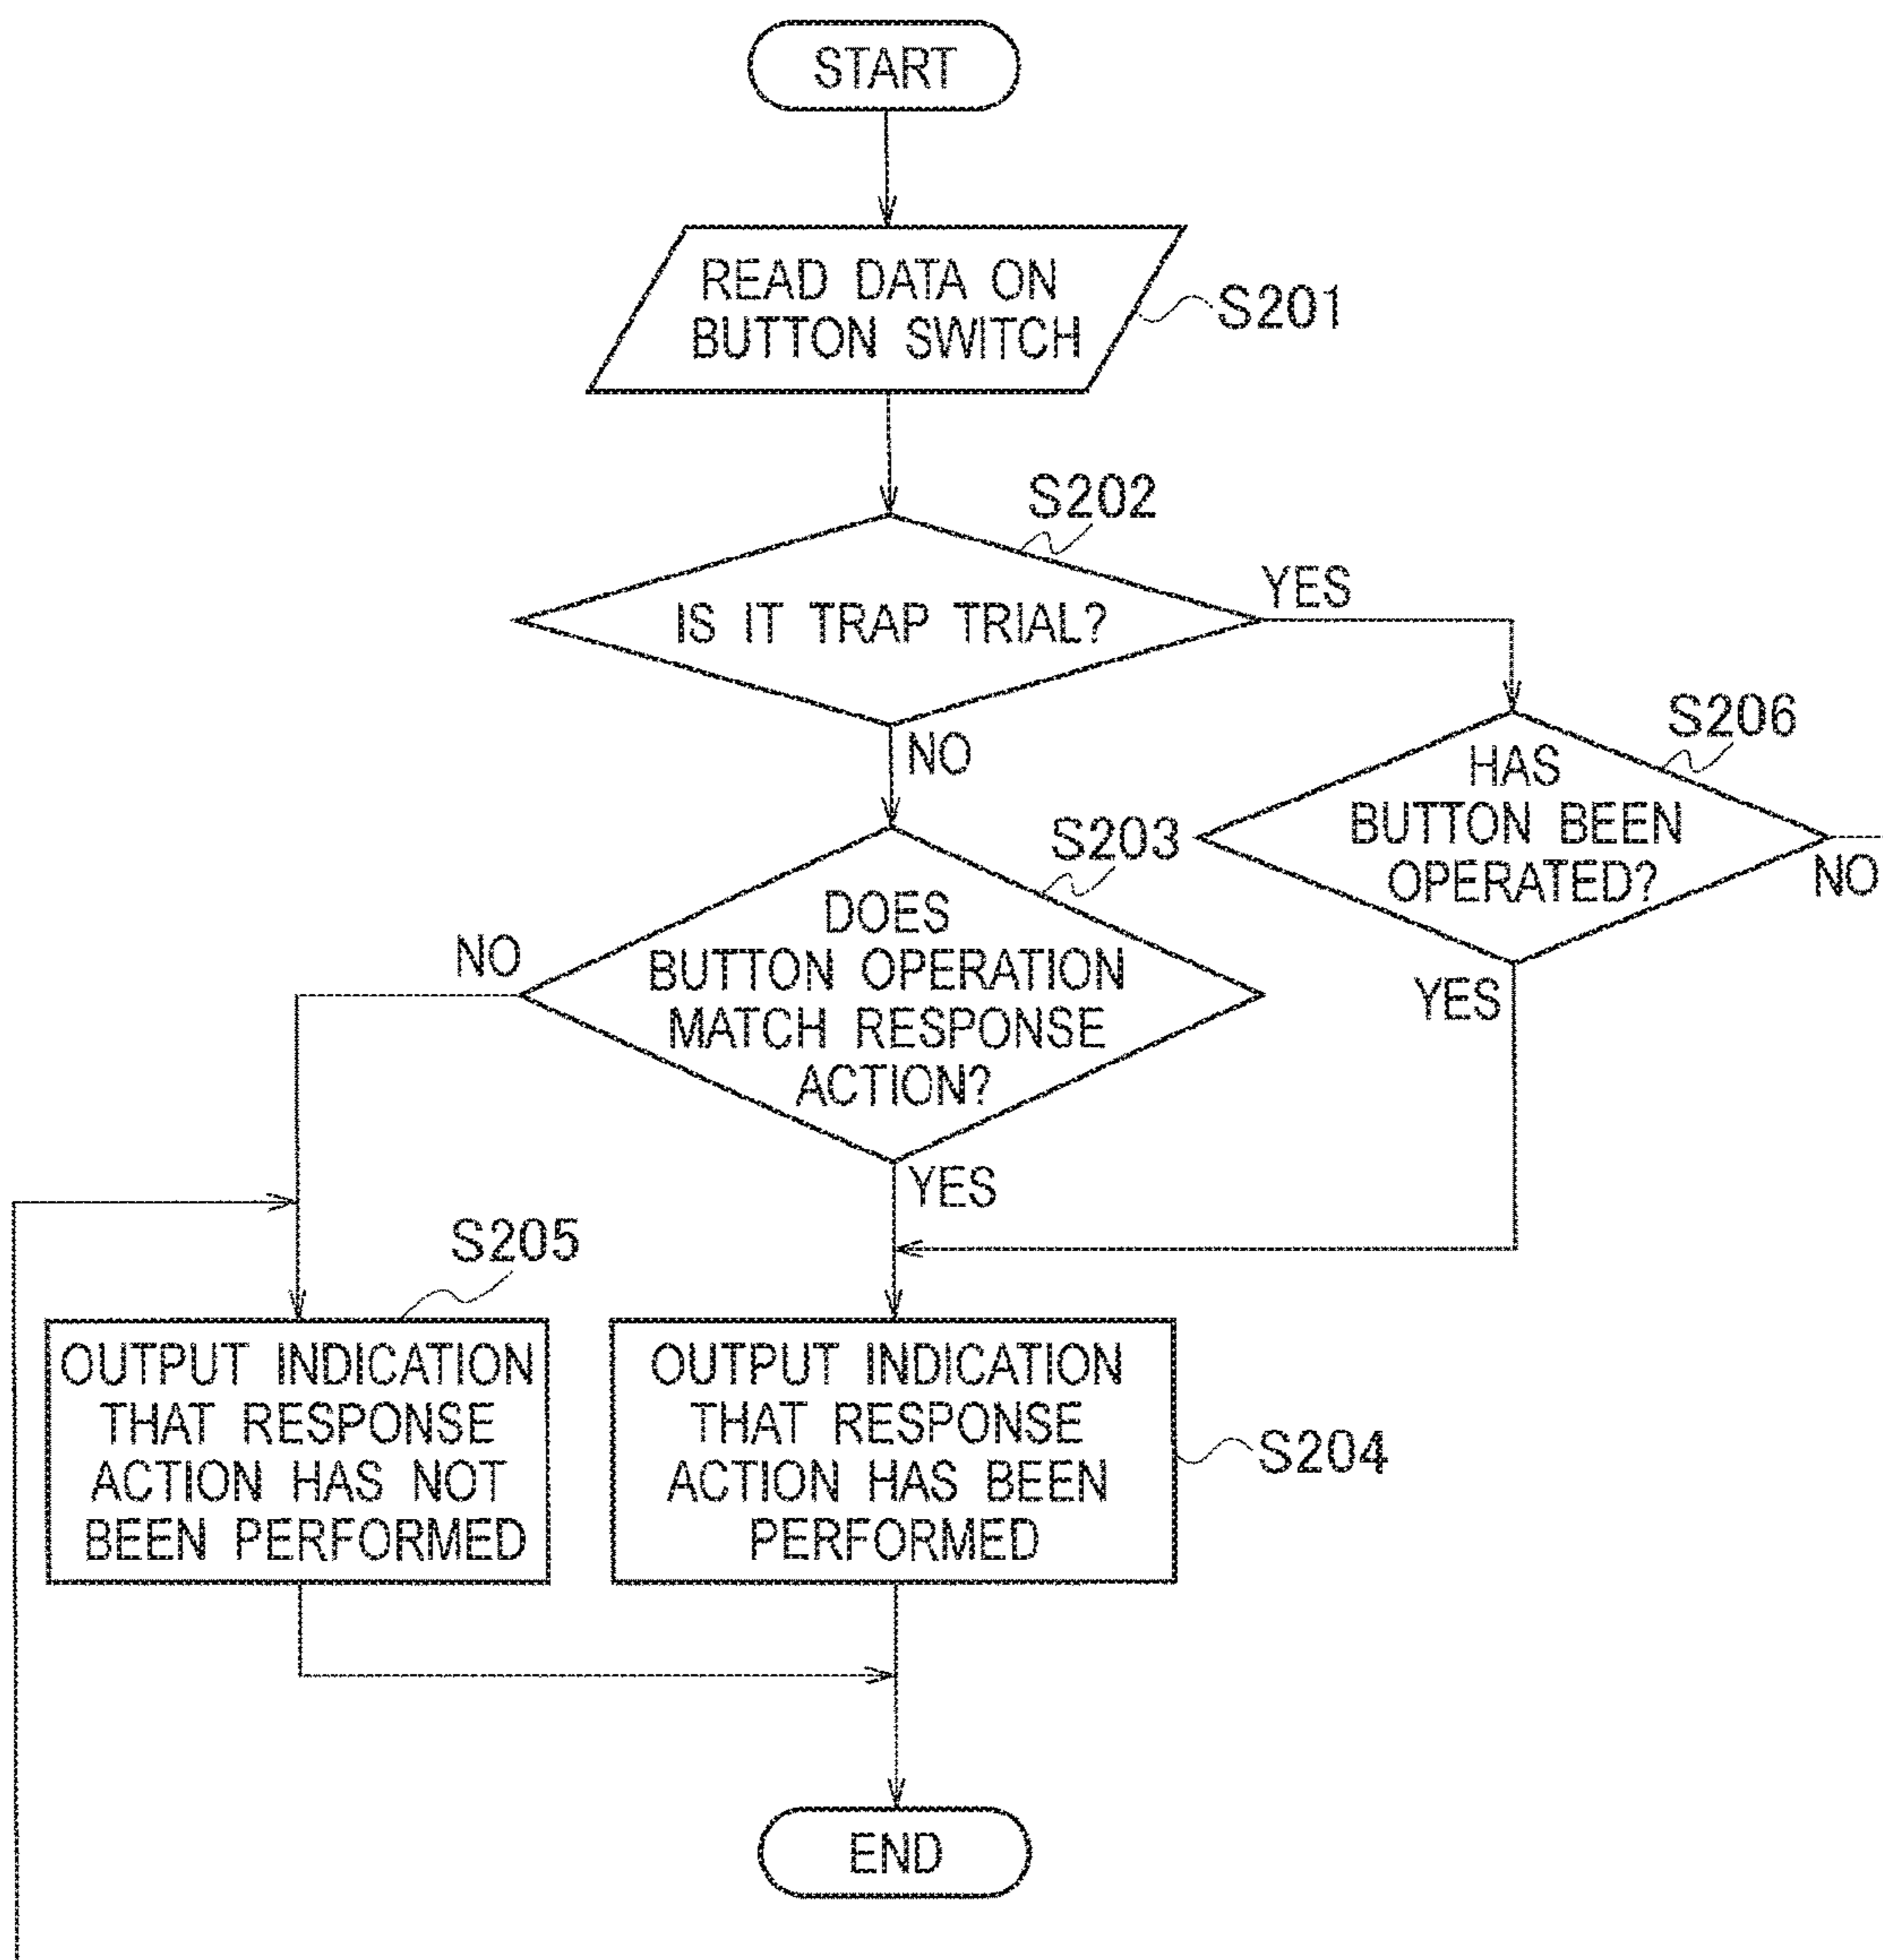 START
READ DATA ON
BUTTON SWITCH
S201
S202
IS IT TRAP TRIAL?
YES
NO
S206
HAS
BUTTON BEEN
OPERATED?
NO
YES
S203
DOES
BUTTON OPERATION
MATCH RESPONSE
ACTION?
NO
YES
S205
OUTPUT INDICATION
THAT RESPONSE
ACTION HAS NOT
BEEN PERFORMED
OUTPUT INDICATION
THAT RESPONSE
ACTION HAS BEEN
PERFORMED
S204
END